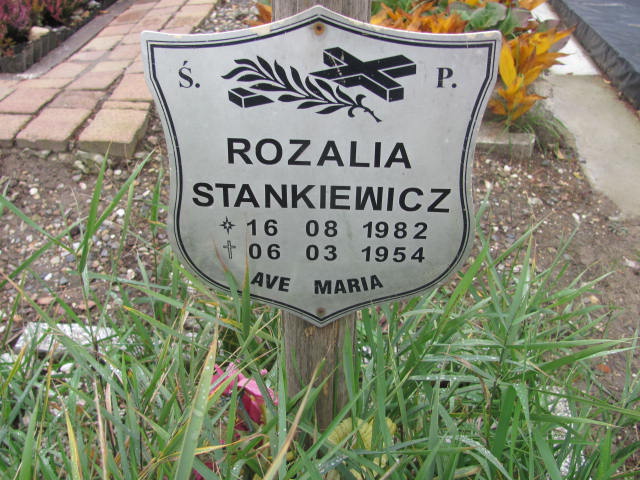 Ś. P.
ROZALIA
STANKIEWICZ
16 08 1982
06 03 1954
AVE MARIA